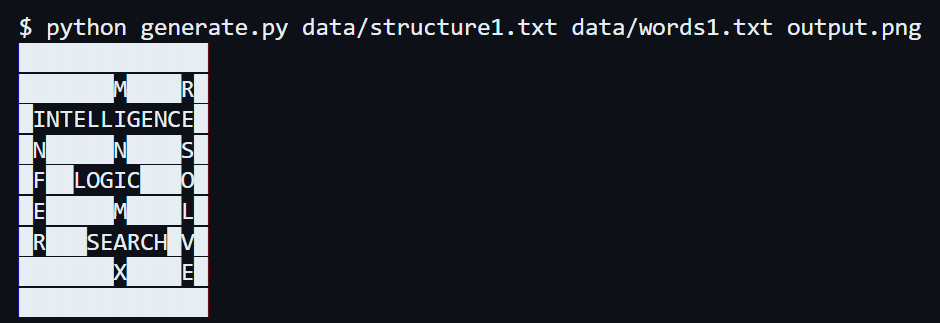 $ python generate.py data/structure1.txt data/words1.txt output.png
M R
INTELLIGENCE
N N S
F LOGIC O
E M L
R SEARCH V
X E